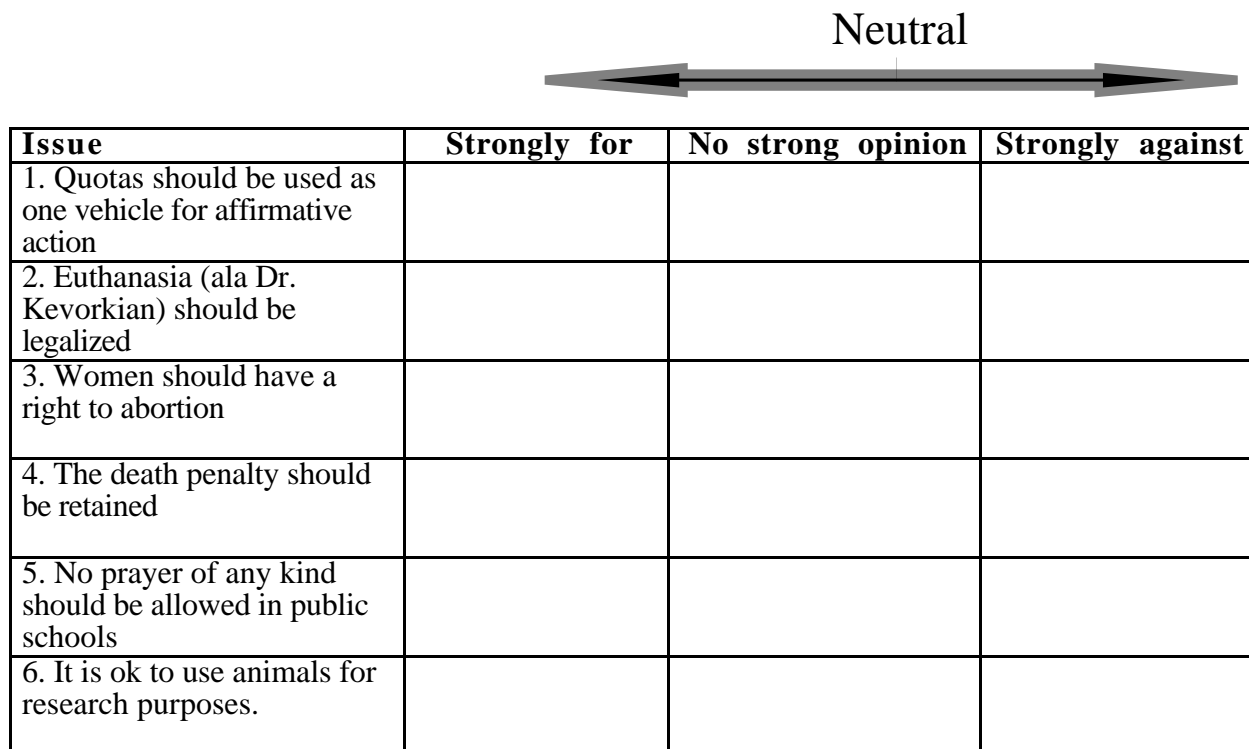 Neutral
Issue Strongly for No strong opinion Strongly against
1. Quotas should be used as
one vehicle for affirmative
action
2. Euthanasia (ala Dr.
Kevorkian) should be
legalized
3. Women should have a
right to abortion
4. The death penalty should
be retained
5. No prayer of any kind
should be allowed in public
schools
6. It is ok to use animals for
research purposes.